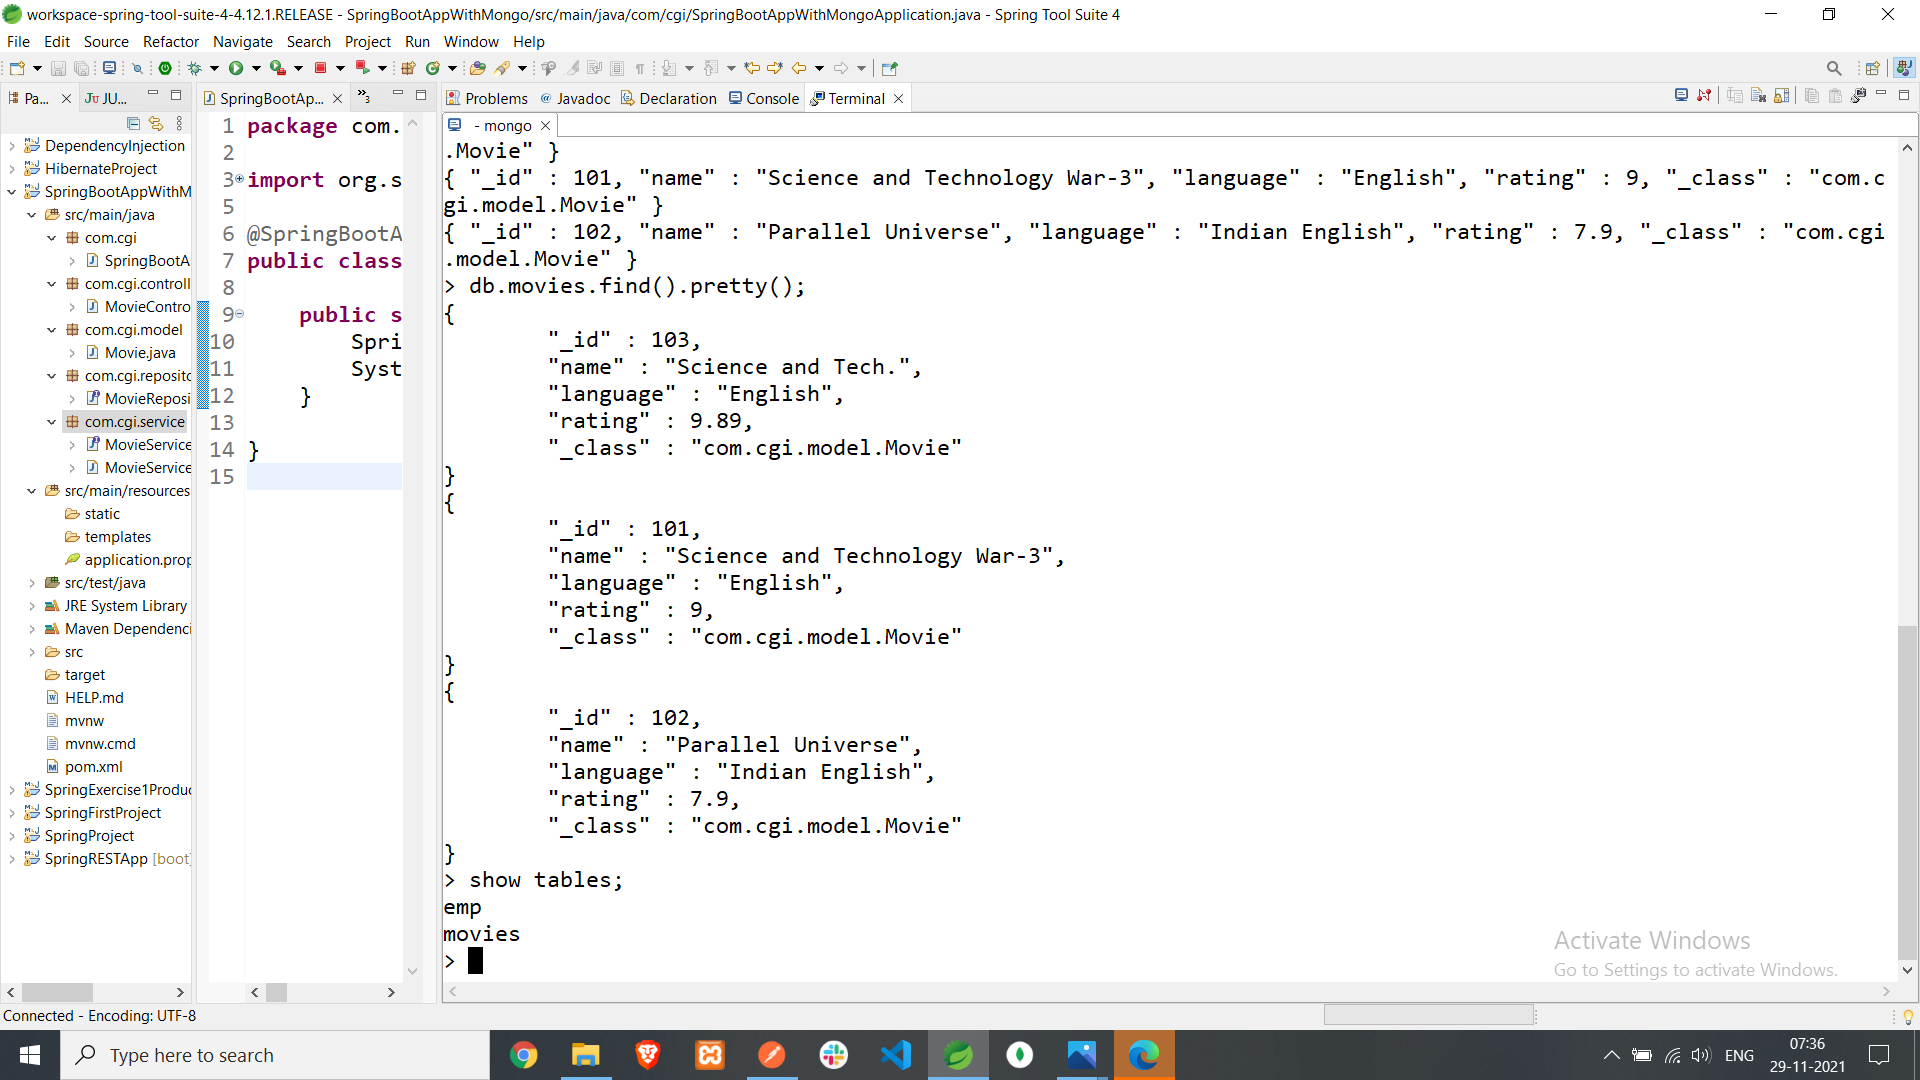 workspace-spring-tool-suite-4-4.12.1.RELEASE - SpringBootAppWithMongo/src/main/java/com/cgi/SpringBootAppWithMongoApplication.java - Spring Tool Suite 4
File Edit Source Refactor Navigate Search Project Run Window Help
Pa...
JU...
DependencyInjection
HibernateProject
SpringBootAppWithM
src/main/java
com.cgi
SpringBootA
com.cgi.controll
MovieContro
com.cgi.model
Movie.java
com.cgi.reposito
MovieReposi
com.cgi.service
MovieService
MovieService
src/main/resources
static
templates
application.prop
src/test/java
JRE System Library
Maven Dependenci
src
target
HELP.md
mvnw
mvnw.cmd
pom.xml
SpringExercise1Produc
SpringFirstProject
SpringProject
SpringRESTApp [boot]
SpringBootAp...
3
1 package com.
2
3 import org.s
5
6 @SpringBootA
7 public class
8
9 public s
10 Spri
11 Syst
12 }
13
14 }
15
Problems @ Javadoc Declaration Console Terminal
- mongo
.Movie" }
{ "_id" : 101, "name" : "Science and Technology War-3", "language" : "English", "rating" : 9, "_class" : "com.c
gi.model.Movie" }
{ "_id" : 102, "name" : "Parallel Universe", "language" : "Indian English", "rating" : 7.9, "_class" : "com.cgi
.model.Movie" }
> db.movies.find().pretty();
{
"_id" : 103,
"name" : "Science and Tech.",
"language" : "English",
"rating" : 9.89,
"_class" : "com.cgi.model.Movie"
}
{
"_id" : 101,
"name" : "Science and Technology War-3",
"language" : "English",
"rating" : 9,
"_class" : "com.cgi.model.Movie"
}
{
"_id" : 102,
"name" : "Parallel Universe",
"language" : "Indian English",
"rating" : 7.9,
"_class" : "com.cgi.model.Movie"
}
> show tables;
emp
movies
>
Activate Windows
Go to Settings to activate Windows.
Connected - Encoding: UTF-8
Type here to search
ENG
07:36
29-11-2021